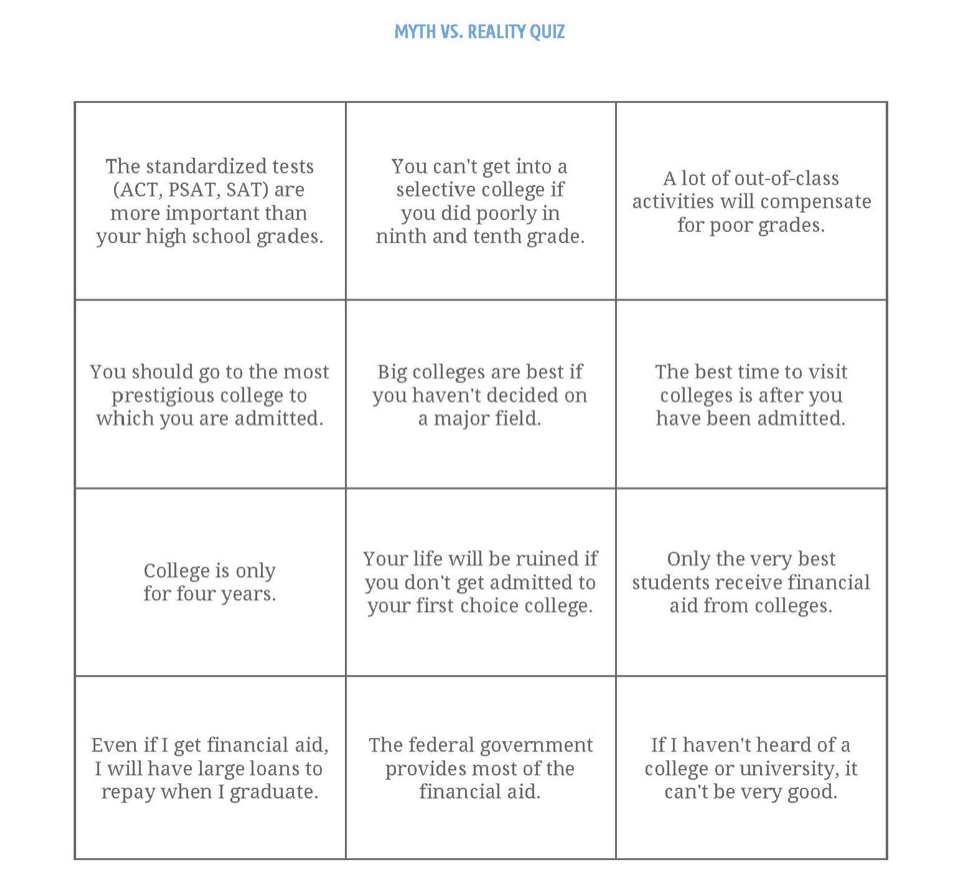 MYTH VS. REALITY QUIZ
The standardized tests
(ACT, PSAT, SAT) are
more important than
your high school grades.
You can't get into a
selective college if
you did poorly in
ninth and tenth grade.
A lot of out-of-class
activities will compensate
for poor grades.
You should go to the most
prestigious college to
which you are admitted.
Big colleges are best if
you haven't decided on
a major field.
The best time to visit
colleges is after you
have been admitted.
College is only
for four years.
Your life will be ruined if
you don't get admitted to
your first choice college.
Only the very best
students receive financial
aid from colleges.
Even if I get financial aid,
I will have large loans to
repay when I graduate.
The federal government
provides most of the
financial aid.
If I haven't heard of a
college or university, it
can't be very good.